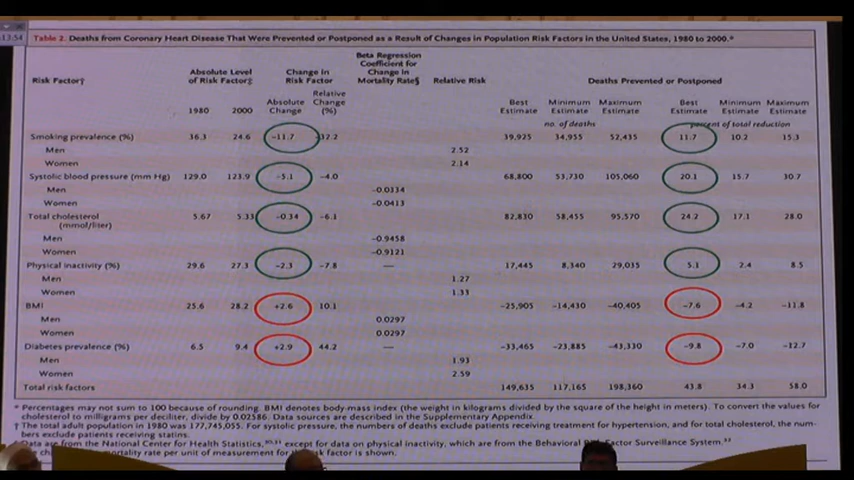 13:54
Table 2. Deaths from Coronary Heart Disease That Were Prevented or Postponed as a Result of Changes in Population Risk Factors in the United States, 1980 to 2000.*
Risk Factor† Absolute Level of Risk Factor‡ Change in Risk Factor Beta Regression Coefficient for Change in Mortality Rate§ Relative Risk Deaths Prevented or Postponed
1980 2000 Absolute Change Relative Change (%) Best Estimate Minimum Estimate Maximum Estimate Best Estimate Minimum Estimate Maximum Estimate
no. of deaths percent of total reduction
Smoking prevalence (%) 36.3 24.6 −11.7 32.2 39,925 34,955 52,435 11.7 10.2 15.3
Men 2.52
Women 2.14
Systolic blood pressure (mm Hg) 129.0 123.9 −5.1 −4.0 68,800 53,730 105,060 20.1 15.7 30.7
Men −0.0334
Women −0.0413
Total cholesterol (mmol/liter) 5.67 5.33 −0.34 −6.1 82,830 58,455 95,570 24.2 17.1 28.0
Men −0.9458
Women −0.9121
Physical inactivity (%) 29.6 27.3 −2.3 −7.8 — 17,445 8,340 29,035 5.1 2.4 8.5
Men 1.27
Women 1.33
BMI 25.6 28.2 +2.6 10.1 −25,905 −14,430 −40,405 −7.6 −4.2 −11.8
Men 0.0297
Women 0.0297
Diabetes prevalence (%) 6.5 9.4 +2.9 44.2 — −33,465 −23,885 −43,330 −9.8 −7.0 −12.7
Men 1.93
Women 2.59
Total risk factors 149,635 117,165 198,360 43.8 34.3 58.0
* Percentages may not sum to 100 because of rounding. BMI denotes body-mass index (the weight in kilograms divided by the square of the height in meters). To convert the values for
cholesterol to milligrams per deciliter, divide by 0.02586. Data sources are described in the Supplementary Appendix.
† The total adult population in 1980 was 177,745,055. For systolic pressure, the numbers of deaths exclude patients receiving treatment for hypertension, and for total cholesterol, the num-
bers exclude patients receiving statins.
Data are from the National Center for Health Statistics, except for data on physical inactivity, which are from the Behavioral Factor Surveillance System.
mortality rate per unit of measurement for factor is shown.